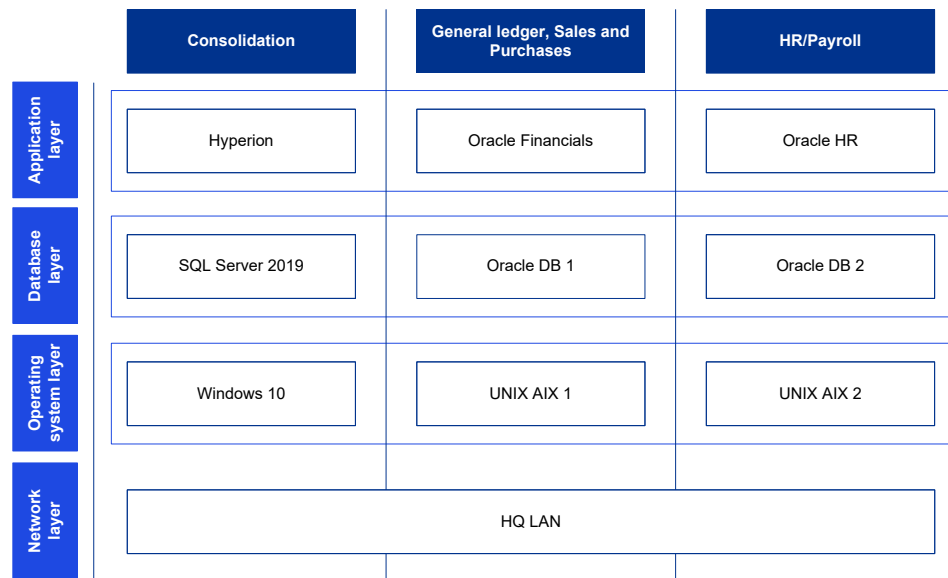 Consolidation
General ledger, Sales and
Purchases
HR/Payroll
Application
layer
Hyperion
Oracle Financials
Oracle HR
Database
layer
SQL Server 2019
Oracle DB 1
Oracle DB 2
Operating
system layer
Windows 10
UNIX AIX 1
UNIX AIX 2
Network
layer
HQ LAN